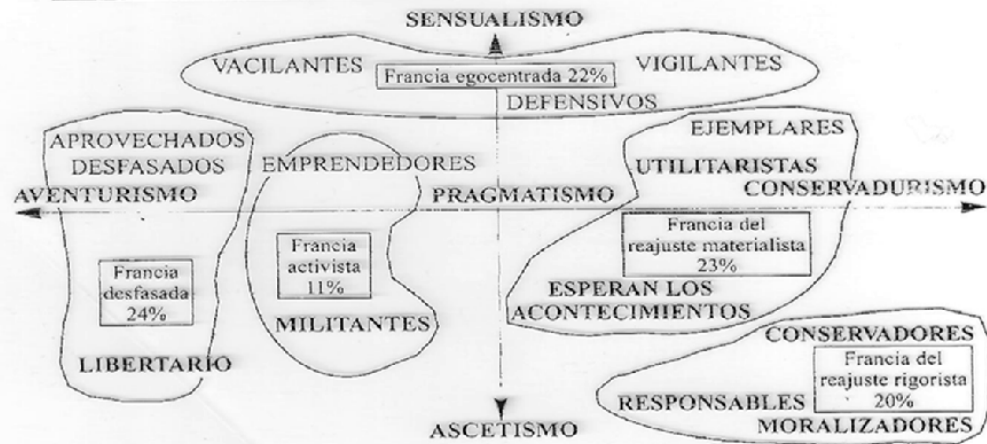 SENSUALISMO
VACILANTES
Francia egocentrada 22%
VIGILANTES
DEFENSIVOS
APROVECHADOS
DESFASADOS
EMPRENDEDORES
EJEMPLARES
UTILITARISTAS
AVENTURISMO
PRAGMATISMO
CONSERVADURISMO
Francia
desfasada
24%
Francia
activista
11%
Francia del
reajuste materialista
23%
ESPERAN LOS
ACONTECIMIENTOS
MILITANTES
LIBERTARIO
CONSERVADORES
Francia del
reajuste rigorista
20%
RESPONSABLES
MORALIZADORES
ASCETISMO